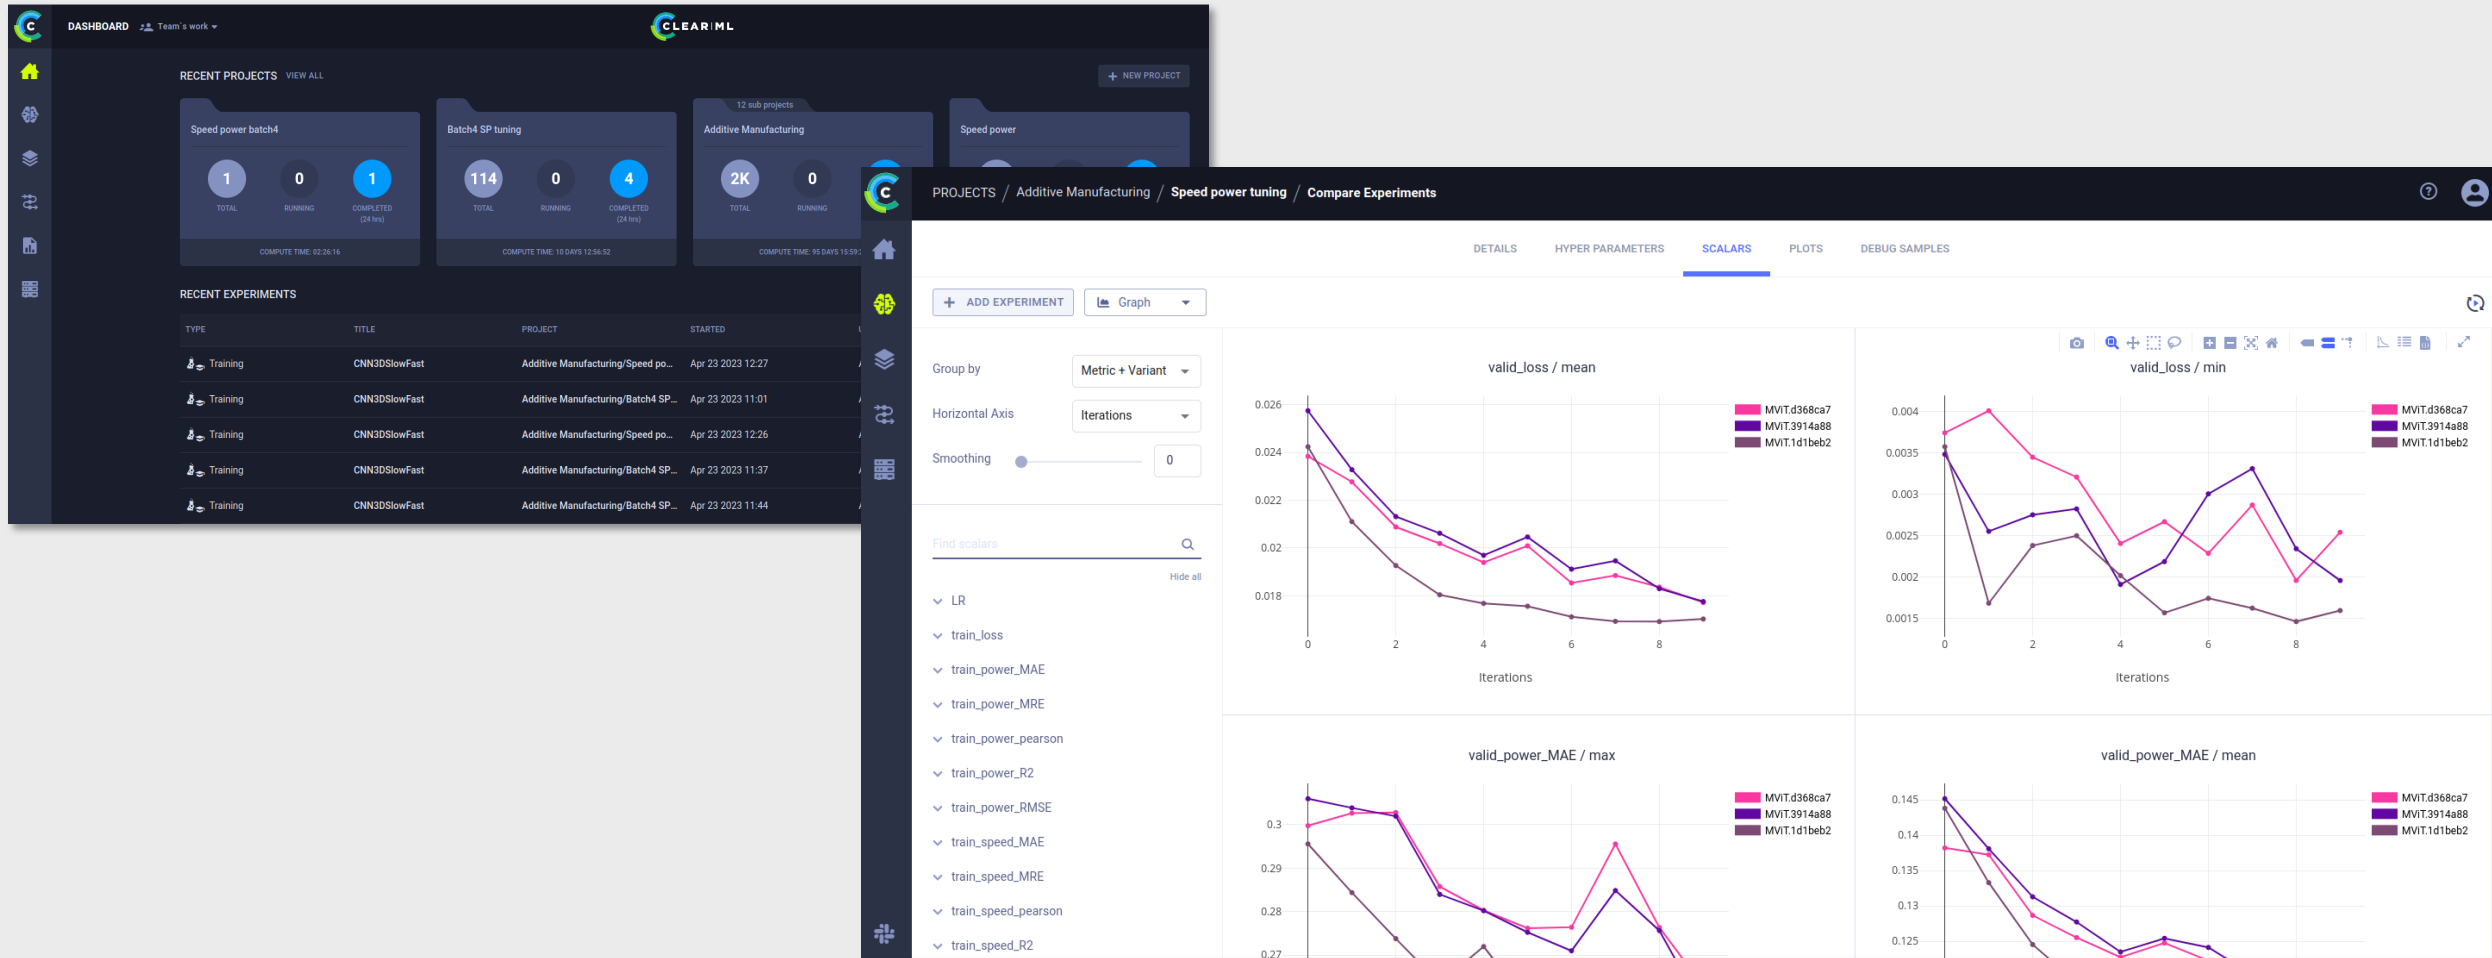 DASHBOARD Team's work
CLEAR|ML
RECENT PROJECTS VIEW ALL
NEW PROJECT
12 sub projects
Speed power batch4
Batch4 SP tuning
Additive Manufacturing
Speed power
1 0 1
114 0 4
2K 0
TOTAL RUNNING COMPLETED
(24 hrs)
TOTAL RUNNING COMPLETED
(24 hrs)
TOTAL RUNNING
COMPUTE TIME: 02:26:16
COMPUTE TIME: 10 DAYS 12:56:52
COMPUTE TIME: 95 DAYS 15:59:
RECENT EXPERIMENTS
TYPE TITLE PROJECT STARTED
Training CNN3DSlowFast Additive Manufacturing/Speed po... Apr 23 2023 12:27
Training CNN3DSlowFast Additive Manufacturing/Batch4 SP... Apr 23 2023 11:01
Training CNN3DSlowFast Additive Manufacturing/Speed po... Apr 23 2023 12:26
Training CNN3DSlowFast Additive Manufacturing/Batch4 SP... Apr 23 2023 11:37
Training CNN3DSlowFast Additive Manufacturing/Batch4 SP... Apr 23 2023 11:44
PROJECTS / Additive Manufacturing / Speed power tuning / Compare Experiments
DETAILS HYPER PARAMETERS SCALARS PLOTS DEBUG SAMPLES
ADD EXPERIMENT Graph
Group by Metric + Variant
Horizontal Axis Iterations
Smoothing 0
Find scalars
Hide all
LR
train_loss
train_power_MAE
train_power_MRE
train_power_pearson
train_power_R2
train_power_RMSE
train_speed_MAE
train_speed_MRE
train_speed_pearson
train_speed_R2
valid_loss / mean
0.026
0.024
0.022
0.02
0.018
0 2 4 6 8
Iterations
MViT.d368ca7
MViT.3914a88
MViT.1d1beb2
valid_loss / min
0.004
0.0035
0.003
0.0025
0.002
0.0015
0 2 4 6 8
Iterations
MViT.d368ca7
MViT.3914a88
MViT.1d1beb2
valid_power_MAE / max
0.3
0.29
0.28
0.27
MViT.d368ca7
MViT.3914a88
MViT.1d1beb2
valid_power_MAE / mean
0.145
0.14
0.135
0.13
0.125
MViT.d368ca7
MViT.3914a88
MViT.1d1beb2